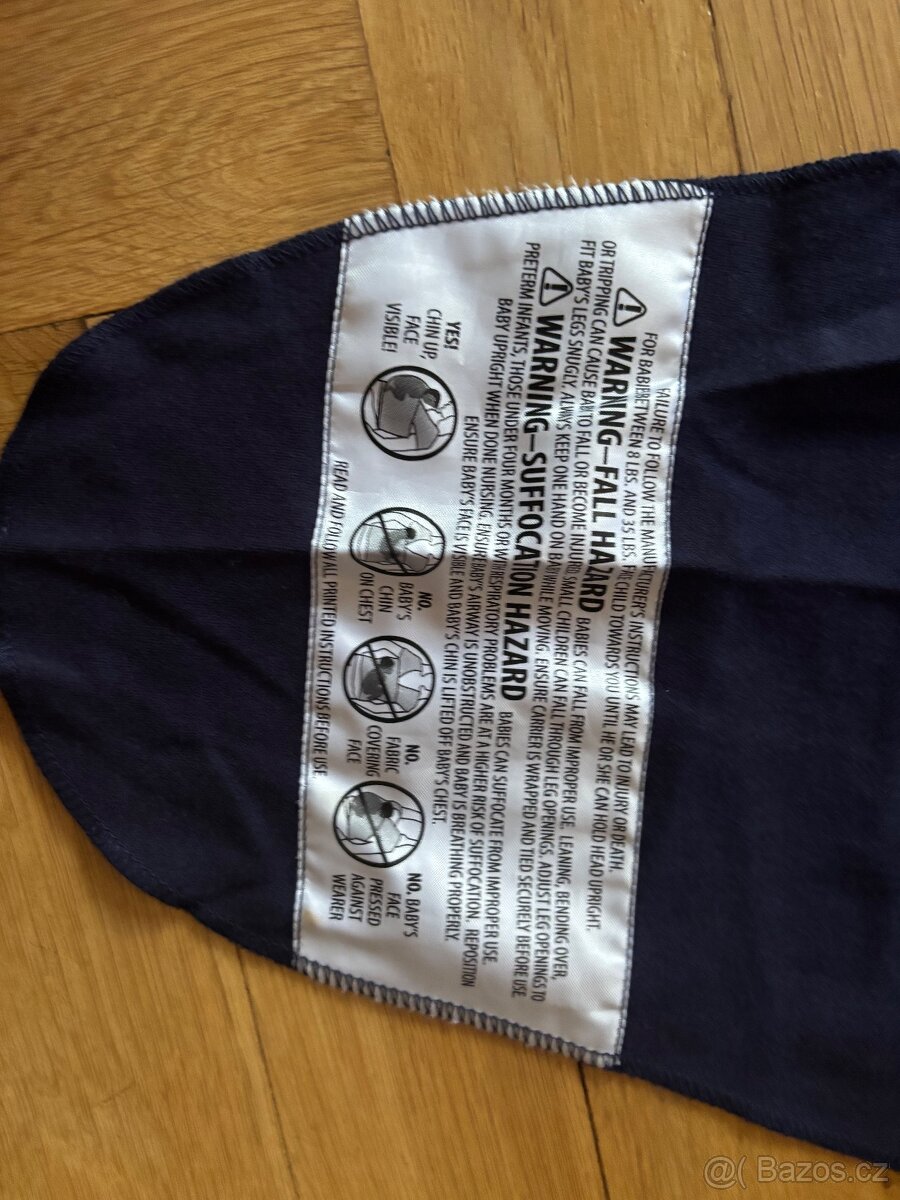 FAILURE TO FOLLOW THE MANUFACTURER'S INSTRUCTIONS MAY LEAD TO INJURY OR DEATH.
FOR BABIES BETWEEN 8 LBS. AND 35 LBS. CHILD TOWARDS YOU UNTIL HE OR SHE CAN HOLD HEAD UPRIGHT.
WARNING–FALL HAZARD BABIES CAN FALL FROM IMPROPER USE. LEANING, BENDING OVER,
OR TRIPPING CAN CAUSE BABY TO FALL OR BECOME INJURED. SMALL CHILDREN CAN FALL THROUGH LEG OPENINGS. ADJUST LEG OPENINGS TO
FIT BABY'S LEGS SNUGLY. ALWAYS KEEP ONE HAND ON BABY WHILE MOVING. ENSURE CARRIER IS WRAPPED AND TIED SECURELY BEFORE USE.
WARNING–SUFFOCATION HAZARD BABIES CAN SUFFOCATE FROM IMPROPER USE.
PRETERM INFANTS, THOSE UNDER FOUR MONTHS OR WITH RESPIRATORY PROBLEMS ARE AT A HIGHER RISK OF SUFFOCATION. REPOSITION
BABY UPRIGHT WHEN DONE NURSING. ENSURE BABY'S AIRWAY IS UNOBSTRUCTED AND BABY IS BREATHING PROPERLY.
ENSURE BABY'S FACE IS VISIBLE AND BABY'S CHIN IS LIFTED OFF BABY'S CHEST.
YES!
CHIN UP,
FACE
VISIBLE!
NO.
BABY'S
CHIN
ON CHEST
NO.
FABRIC
COVERING
FACE
NO. BABY'S
FACE
PRESSED
AGAINST
WEARER
READ AND FOLLOW ALL PRINTED INSTRUCTIONS BEFORE USE.
@( Bazos.cz